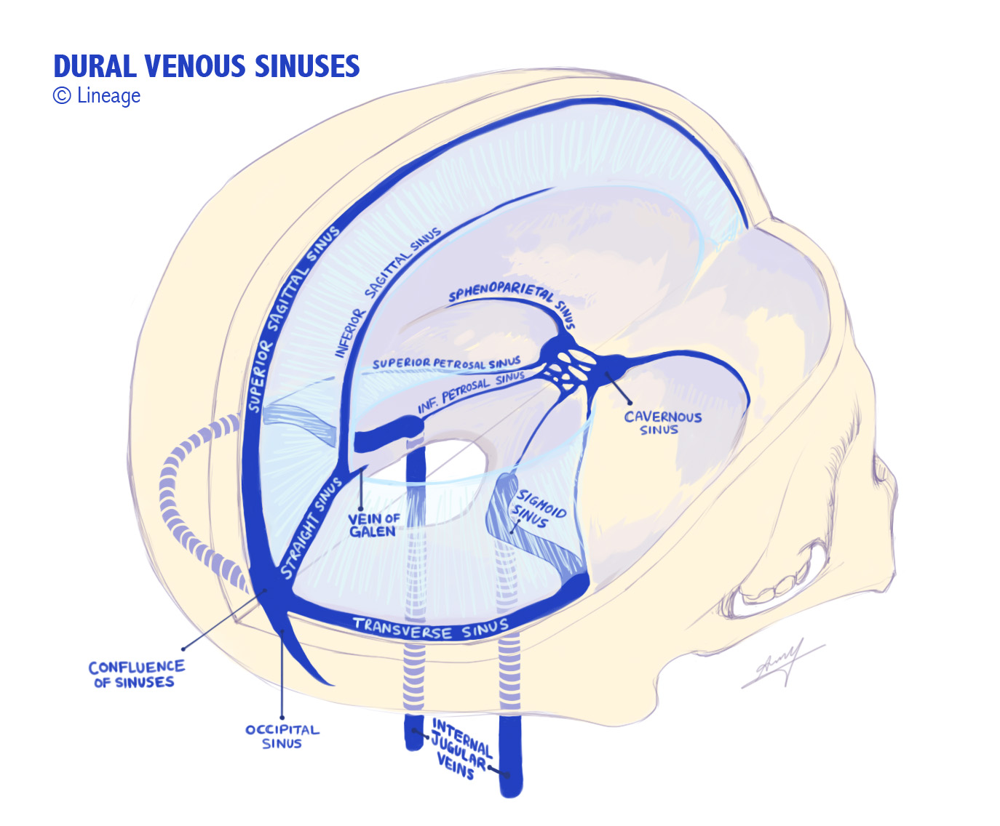 DURAL VENOUS SINUSES
© Lineage
SUPERIOR SAGITTAL SINUS
INFERIOR SAGITTAL SINUS
SPHENOPARIETAL SINUS
SUPERIOR PETROSAL SINUS
INF. PETROSAL SINUS
CAVERNOUS
SINUS
SIGMOID
SINUS
VEIN OF
GALEN
STRAIGHT SINUS
TRANSVERSE SINUS
CONFLUENCE
OF SINUSES
OCCIPITAL
SINUS
INTERNAL
JUGULAR
VEINS
Amy